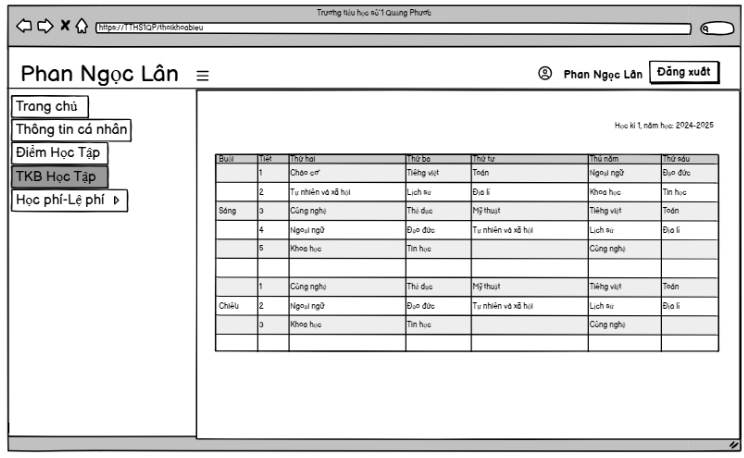 Trường tiểu học số 1 Quang Phước
https://TTHS1QP/thoikhoabieu
Phan Ngọc Lân
Phan Ngọc Lân Đăng xuất
Trang chủ
Thông tin cá nhân
Điểm Học Tập
TKB Học Tập
Học phí-Lệ phí
Học kì 1, năm học: 2024-2025
Buổi Tiết Thứ hai Thứ ba Thứ tư Thứ năm Thứ sáu
1 Chào cờ Tiếng việt Toán Ngoại ngữ Đạo đức
2 Tự nhiên và xã hội Lịch sử Địa lí Khoa học Tin học
Sáng 3 Công nghệ Thể dục Mỹ thuật Tiếng việt Toán
4 Ngoại ngữ Đạo đức Tự nhiên và xã hội Lịch sử Địa lí
5 Khoa học Tin học Công nghệ
1 Công nghệ Thể dục Mỹ thuật Tiếng việt Toán
Chiều 2 Ngoại ngữ Đạo đức Tự nhiên và xã hội Lịch sử Địa lí
3 Khoa học Tin học Công nghệ